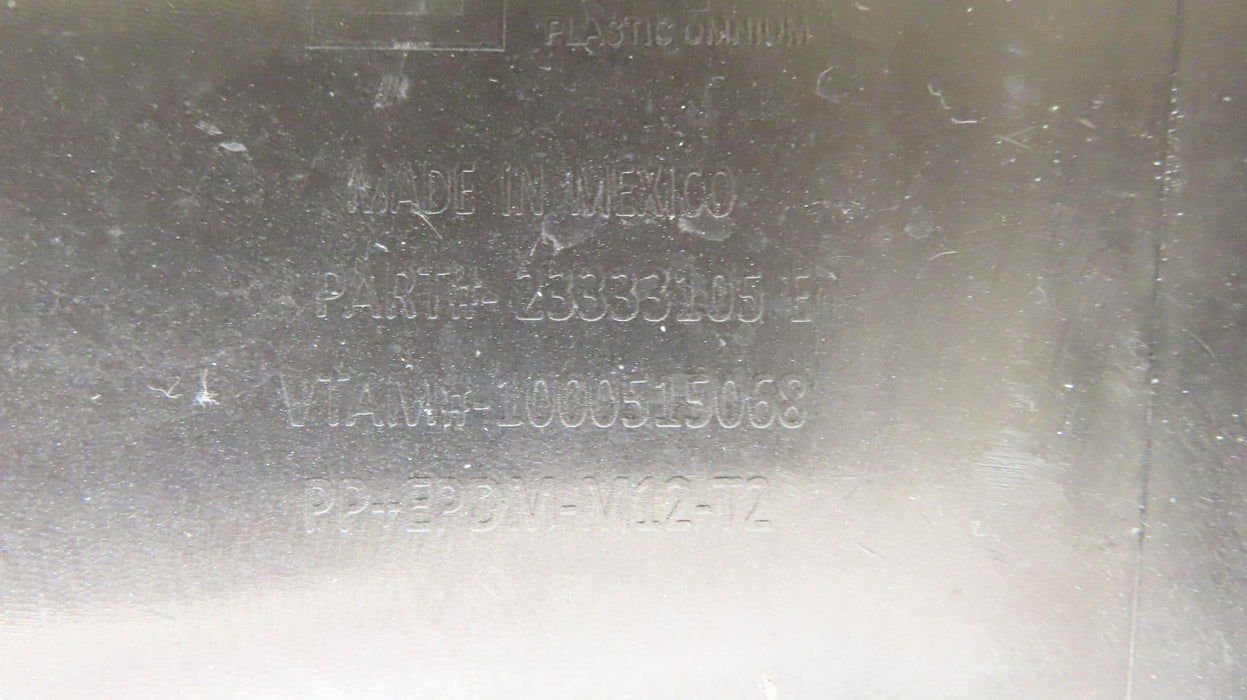 PLASTIC OMNIUM
MADE IN MEXICO
PART#- 23333105
VTAM#-1000515068
PP+EPDM-M12-T2